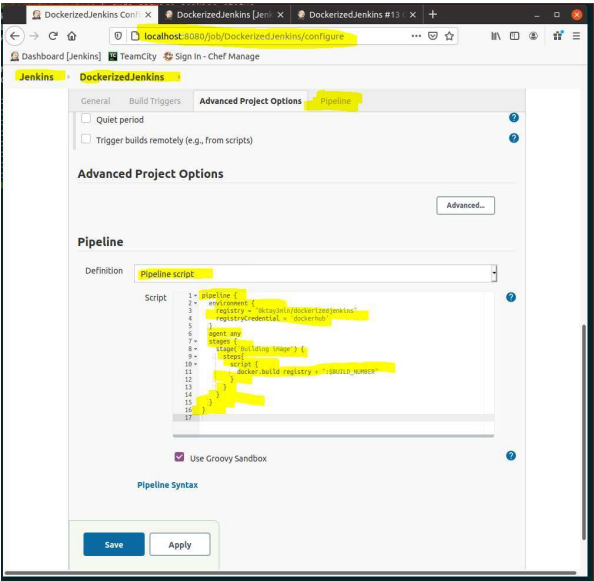 DockerizedJenkins Conf
DockerizedJenkins [Jen
DockerizedJenkins #13
localhost:8080/job/DockerizedJenkins/configure
Dashboard [Jenkins]
TeamCity
Sign In - Chef Manage
Jenkins
DockerizedJenkins
General
Build Triggers
Advanced Project Options
Pipeline
Quiet period
Trigger builds remotely (e.g., from scripts)
Advanced Project Options
Advanced...
Pipeline
Definition
Pipeline script
Script
1 pipeline {
2 environment {
3 registry = "0ktay3min/dockerizedjenkins"
4 registryCredential = 'dockerhub'
5 }
6 agent any
7 stages {
8 stage('Building image') {
9 steps{
10 script {
11 docker.build registry + ":$BUILD_NUMBER"
12 }
13 }
14 }
15 }
16 }
17
Use Groovy Sandbox
Pipeline Syntax
Save
Apply